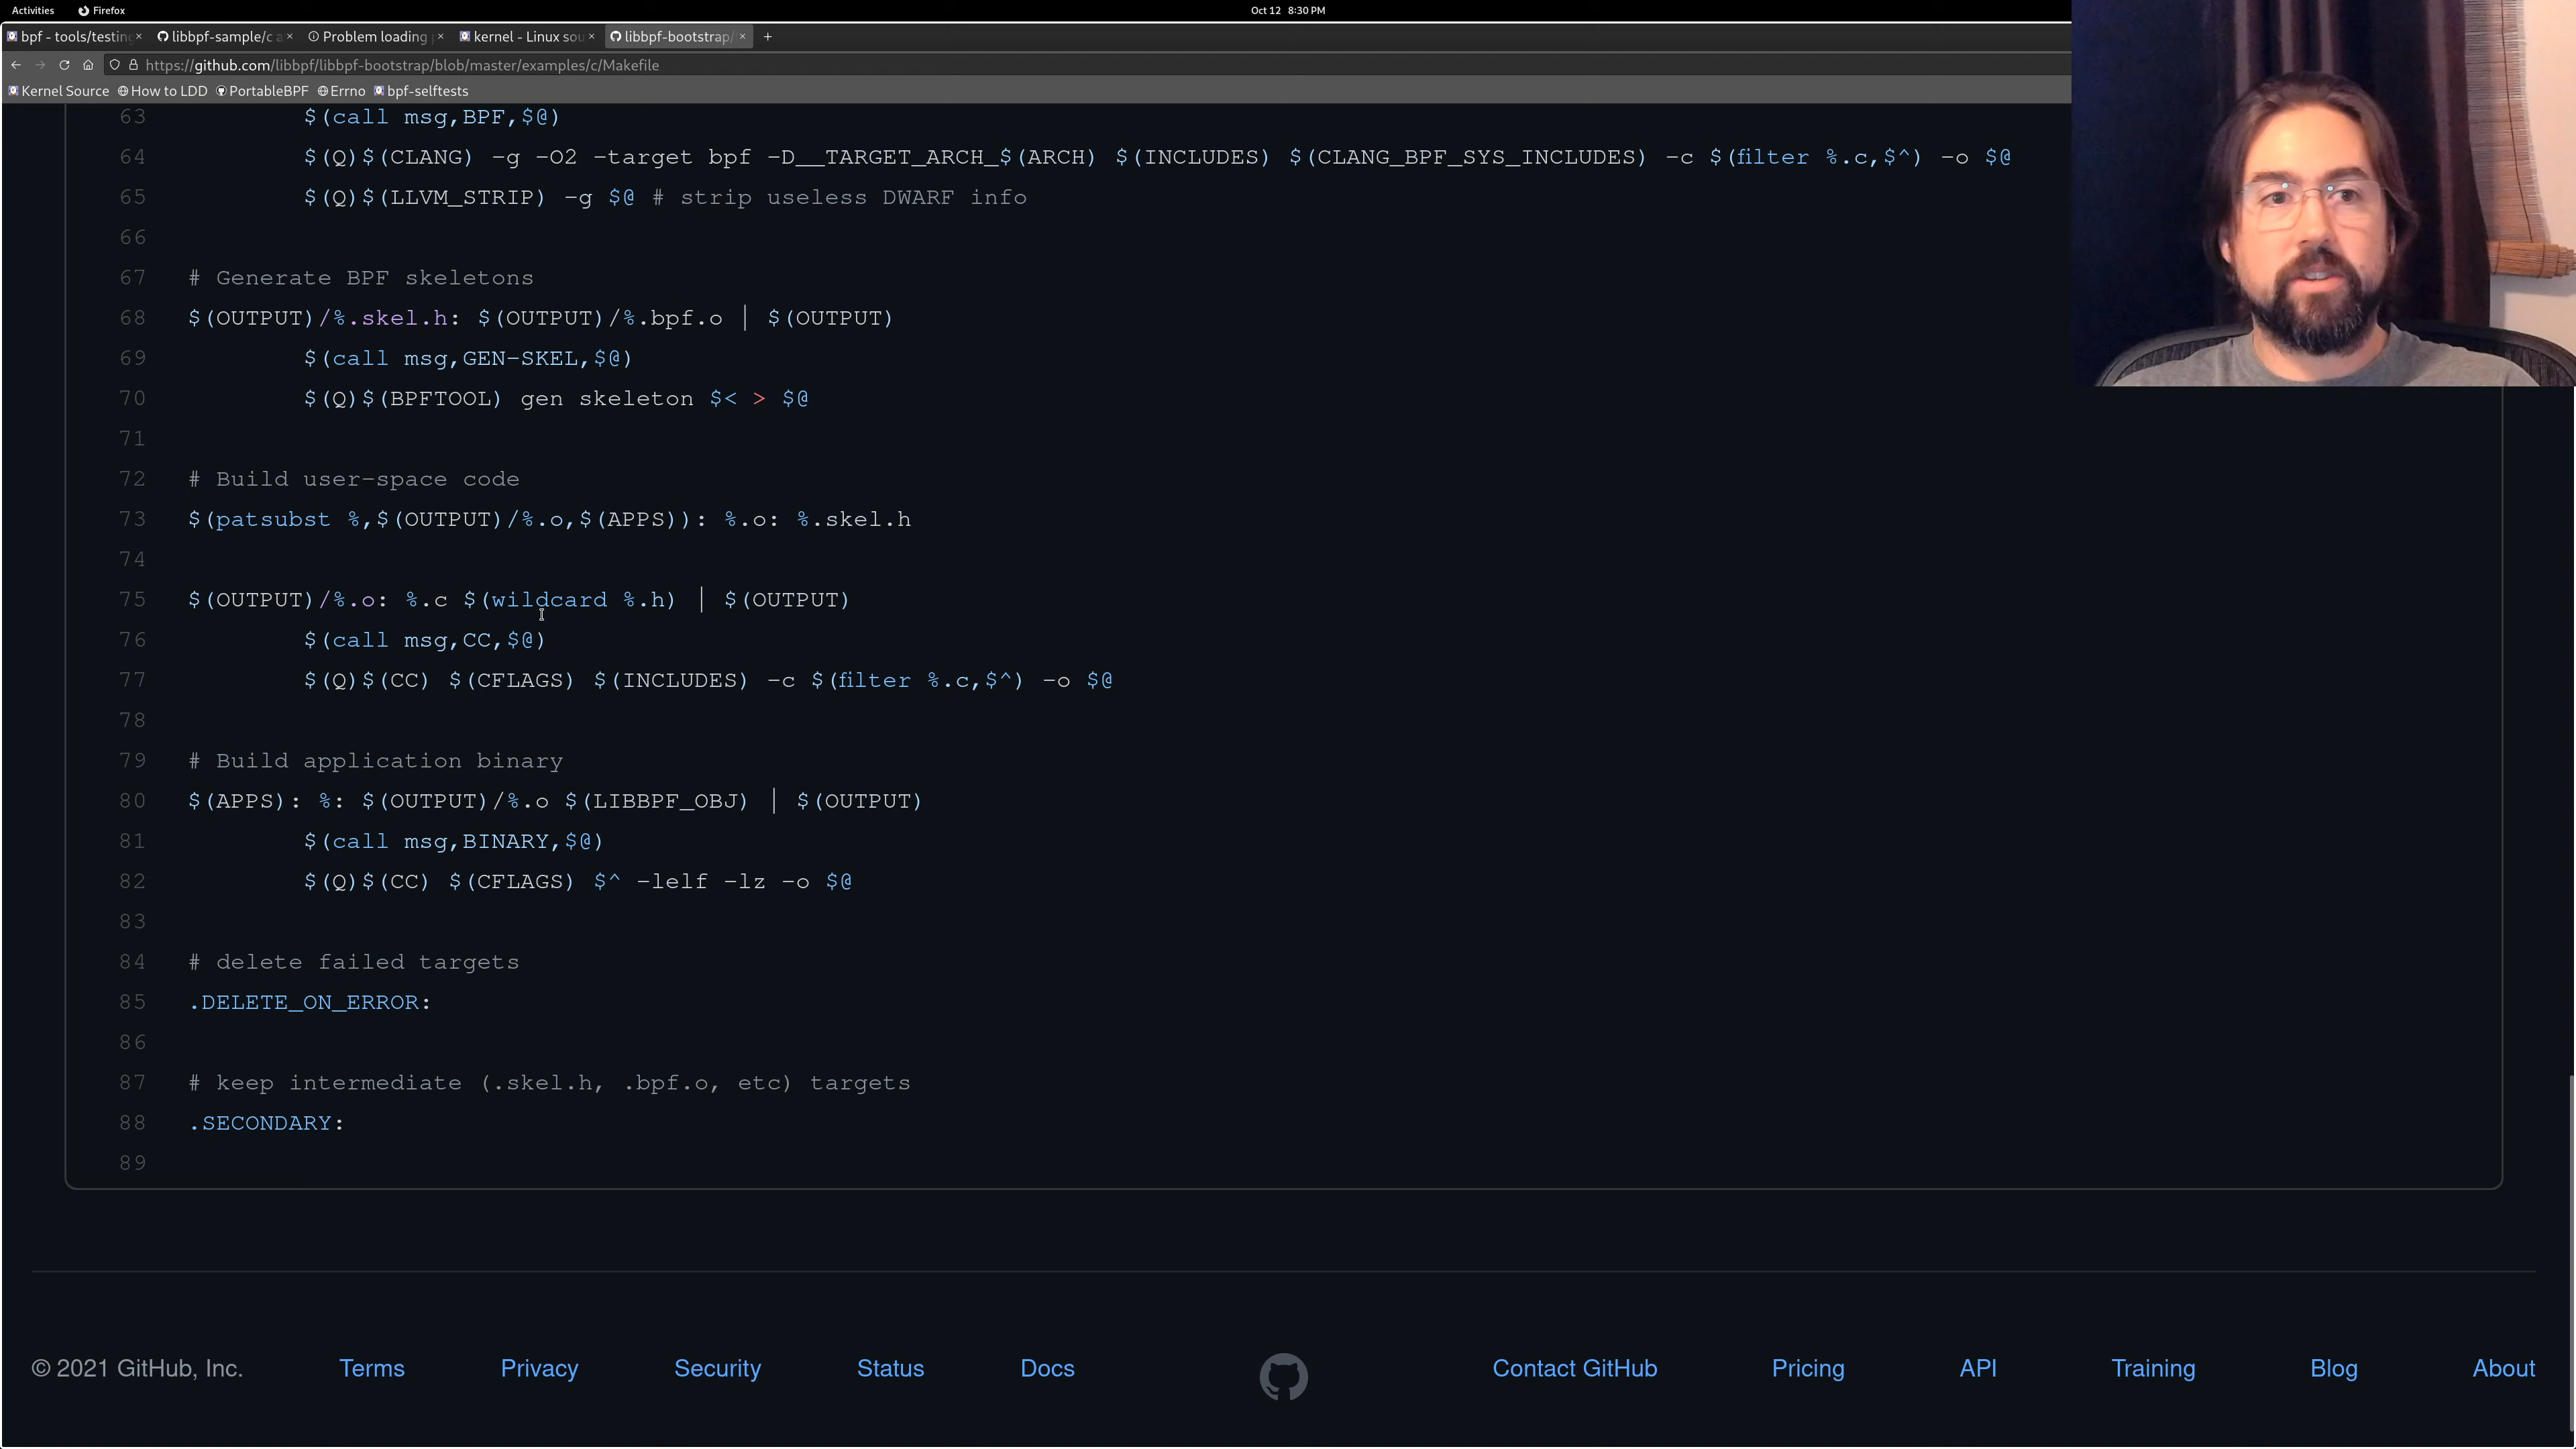 Activities Firefox Oct 12 8:30 PM
bpf - tools/testing × libbpf-sample/c a × Problem loading × kernel - Linux sou × libbpf-bootstrap/ × +
https://github.com/libbpf/libbpf-bootstrap/blob/master/examples/c/Makefile
Kernel Source How to LDD PortableBPF Errno bpf-selftests
63 $(call msg,BPF,$@)
64 $(Q)$(CLANG) -g -O2 -target bpf -D__TARGET_ARCH_$(ARCH) $(INCLUDES) $(CLANG_BPF_SYS_INCLUDES) -c $(filter %.c,$^) -o $@
65 $(Q)$(LLVM_STRIP) -g $@ # strip useless DWARF info
66
67 # Generate BPF skeletons
68 $(OUTPUT)/%.skel.h: $(OUTPUT)/%.bpf.o | $(OUTPUT)
69 $(call msg,GEN-SKEL,$@)
70 $(Q)$(BPFTOOL) gen skeleton $< > $@
71
72 # Build user-space code
73 $(patsubst %,$(OUTPUT)/%.o,$(APPS)): %.o: %.skel.h
74
75 $(OUTPUT)/%.o: %.c $(wildcard %.h) | $(OUTPUT)
76 $(call msg,CC,$@)
77 $(Q)$(CC) $(CFLAGS) $(INCLUDES) -c $(filter %.c,$^) -o $@
78
79 # Build application binary
80 $(APPS): %: $(OUTPUT)/%.o $(LIBBPF_OBJ) | $(OUTPUT)
81 $(call msg,BINARY,$@)
82 $(Q)$(CC) $(CFLAGS) $^ -lelf -lz -o $@
83
84 # delete failed targets
85 .DELETE_ON_ERROR:
86
87 # keep intermediate (.skel.h, .bpf.o, etc) targets
88 .SECONDARY:
89
© 2021 GitHub, Inc. Terms Privacy Security Status Docs Contact GitHub Pricing API Training Blog About